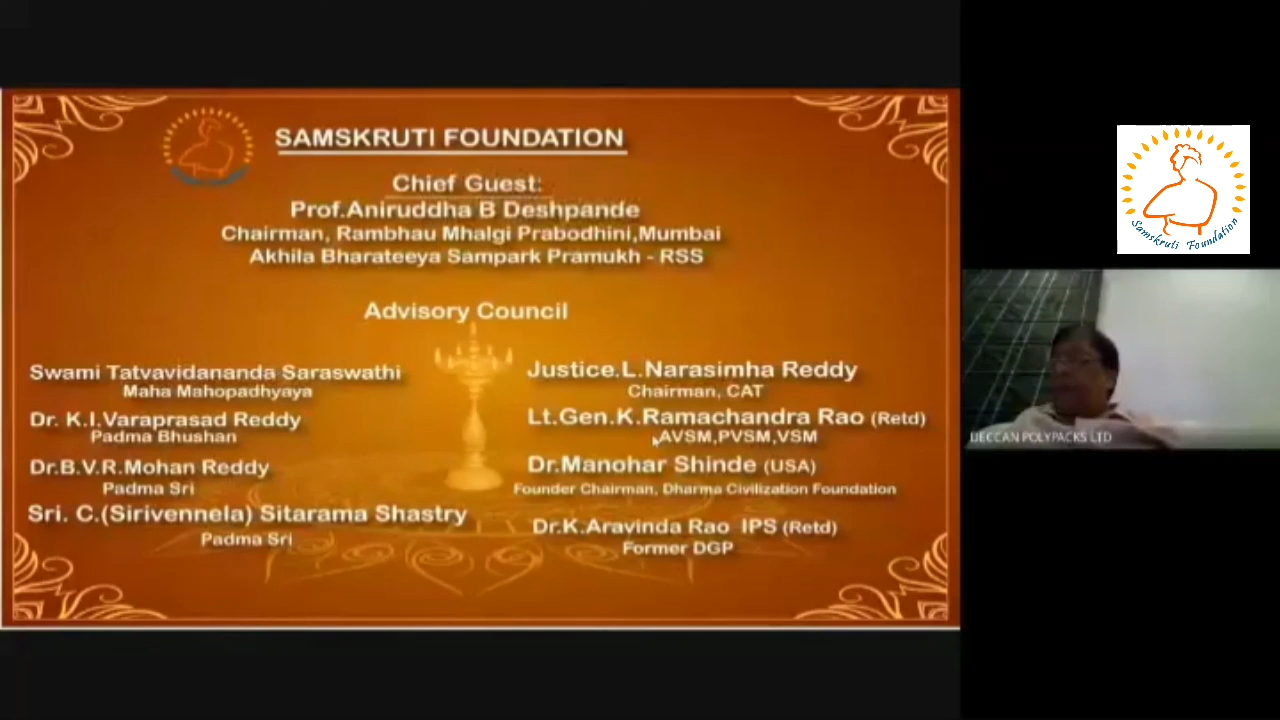 SAMSKRUTI FOUNDATION
Chief Guest:
Prof.Aniruddha B Deshpande
Chairman, Rambhau Mhalgi Prabodhini,Mumbai
Akhila Bharateeya Sampark Pramukh - RSS
Advisory Council
Swami Tatvavidananda Saraswathi
Maha Mahopadhyaya
Dr. K.I.Varaprasad Reddy
Padma Bhushan
Dr.B.V.R.Mohan Reddy
Padma Sri
Sri. C.(Sirivennela) Sitarama Shastry
Padma Sri
Justice.L.Narasimha Reddy
Chairman, CAT
Lt.Gen.K.Ramachandra Rao (Retd)
AVSM,PVSM,VSM
Dr.Manohar Shinde (USA)
Founder Chairman, Dharma Civilization Foundation
Dr.K.Aravinda Rao IPS (Retd)
Former DGP
Samskruti Foundation
DECCAN POLYPACKS LTD